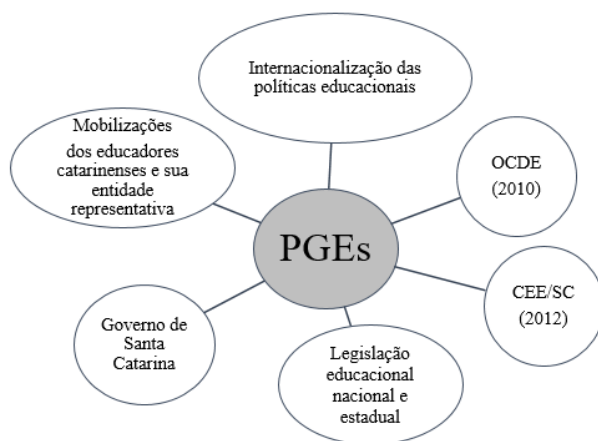 Internacionalização das
políticas educacionais
Mobilizações
dos educadores
catarinenses e sua
entidade
representativa
OCDE
(2010)
PGEs
CEE/SC
(2012)
Governo de
Santa
Catarina
Legislação
educacional
nacional e
estadual